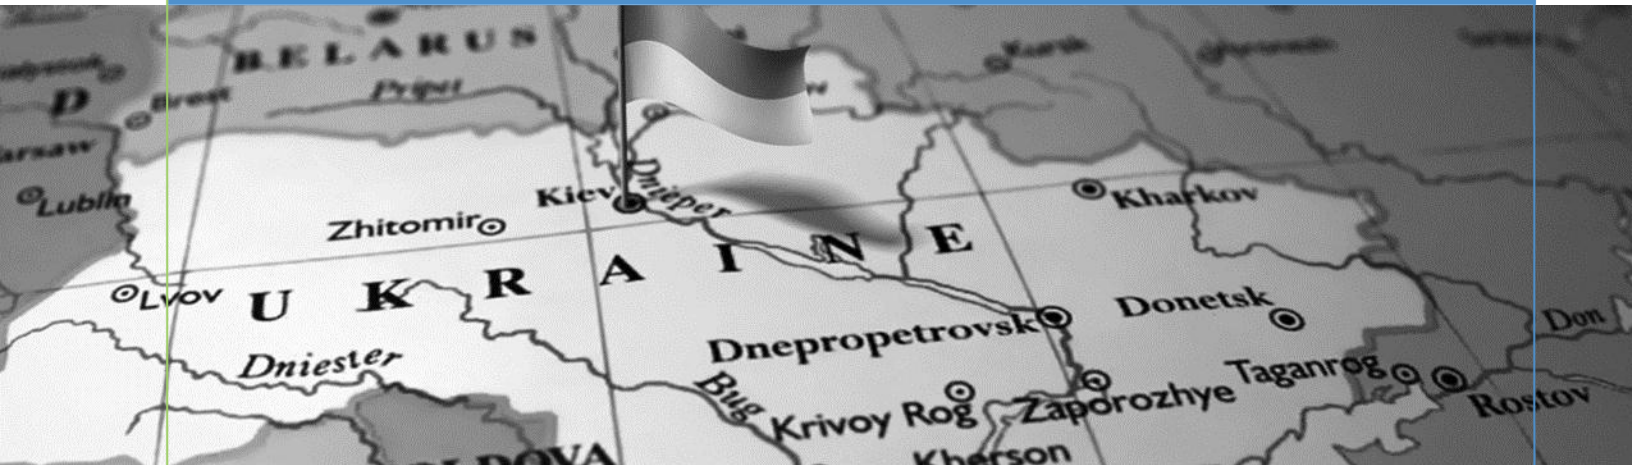 BELARUS
Pripet
Brest
D
Kursk
Lublin
Kiev
Dnieper
Kharkov
Zhitomir
UKRAINE
Lvov
Donetsk
Dnepropetrovsk
Dniester
Taganrog
Don
Bug
Krivoy Rog
Zaporozhye
Rostov
Kherson